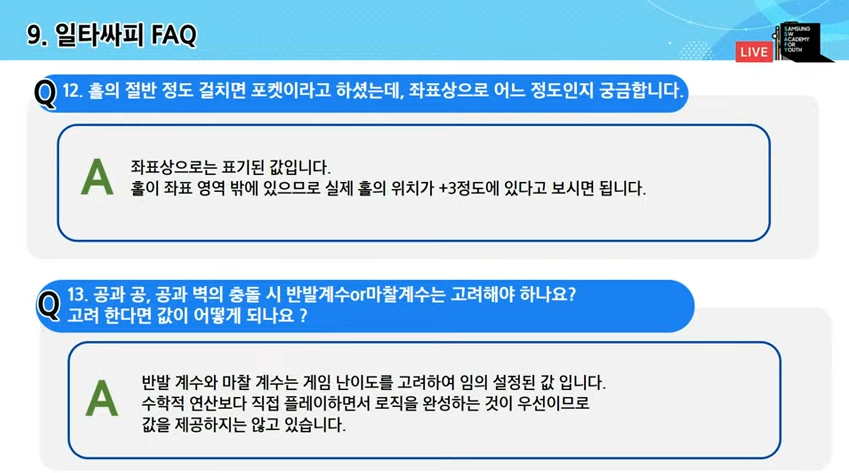 9. 일타싸피 FAQ
LIVE
SAMSUNG
SW
ACADEMY
FOR
YOUTH
Q 12. 홀의 절반 정도 걸치면 포켓이라고 하셨는데, 좌표상으로 어느 정도인지 궁금합니다.
A 좌표상으로는 표기된 값입니다.
홀이 좌표 영역 밖에 있으므로 실제 홀의 위치가 +3정도에 있다고 보시면 됩니다.
Q 13. 공과 공, 공과 벽의 충돌 시 반발계수or마찰계수는 고려해야 하나요?
고려 한다면 값이 어떻게 되나요 ?
A 반발 계수와 마찰 계수는 게임 난이도를 고려하여 임의 설정된 값 입니다.
수학적 연산보다 직접 플레이하면서 로직을 완성하는 것이 우선이므로
값을 제공하지는 않고 있습니다.